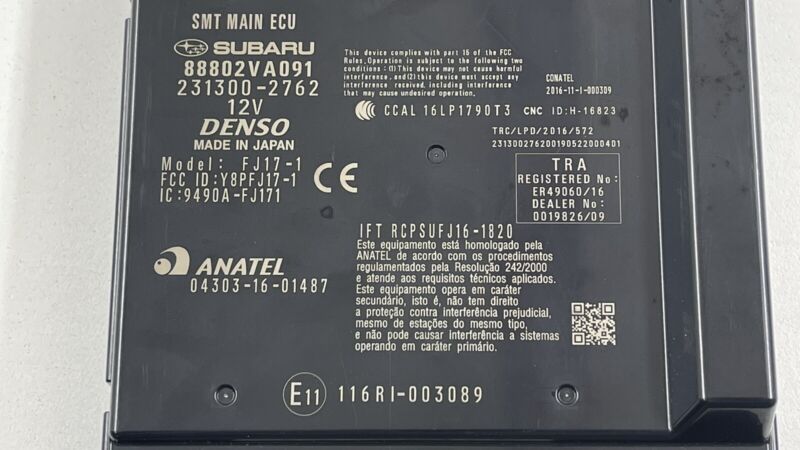 SMT MAIN ECU
SUBARU
88802VA091
231300-2762
12V
DENSO
MADE IN JAPAN
Model: FJ17-1
FCC ID:Y8PFJ17-1
IC:9490A-FJ171
CE
This device complies with part 15 of the FCC
Rules. Operation is subject to the following two
conditions : (1) This device may not cause harmful
interference, and (2) this device must accept any
interference received, including interference
that may cause undesired operation.
CONATEL
2016-11-I-000309
CCAL 16LP1790T3
CNC ID:H-16823
TRC/LPD/2016/572
231300276200190522000401
TRA
REGISTERED No:
ER49060/16
DEALER No:
0019826/09
ANATEL
04303-16-01487
IFT RCPSUFJ16-1820
Este equipamento está homologado pela
ANATEL de acordo com os procedimentos
regulamentados pela Resolução 242/2000
e atende aos requisitos técnicos aplicados.
Este equipamento opera em caráter
secundário, isto é, não tem direito
a proteção contra interferência prejudicial,
mesmo de estações do mesmo tipo,
e não pode causar interferência a sistemas
operando em caráter primário.
E11
116RI-003089